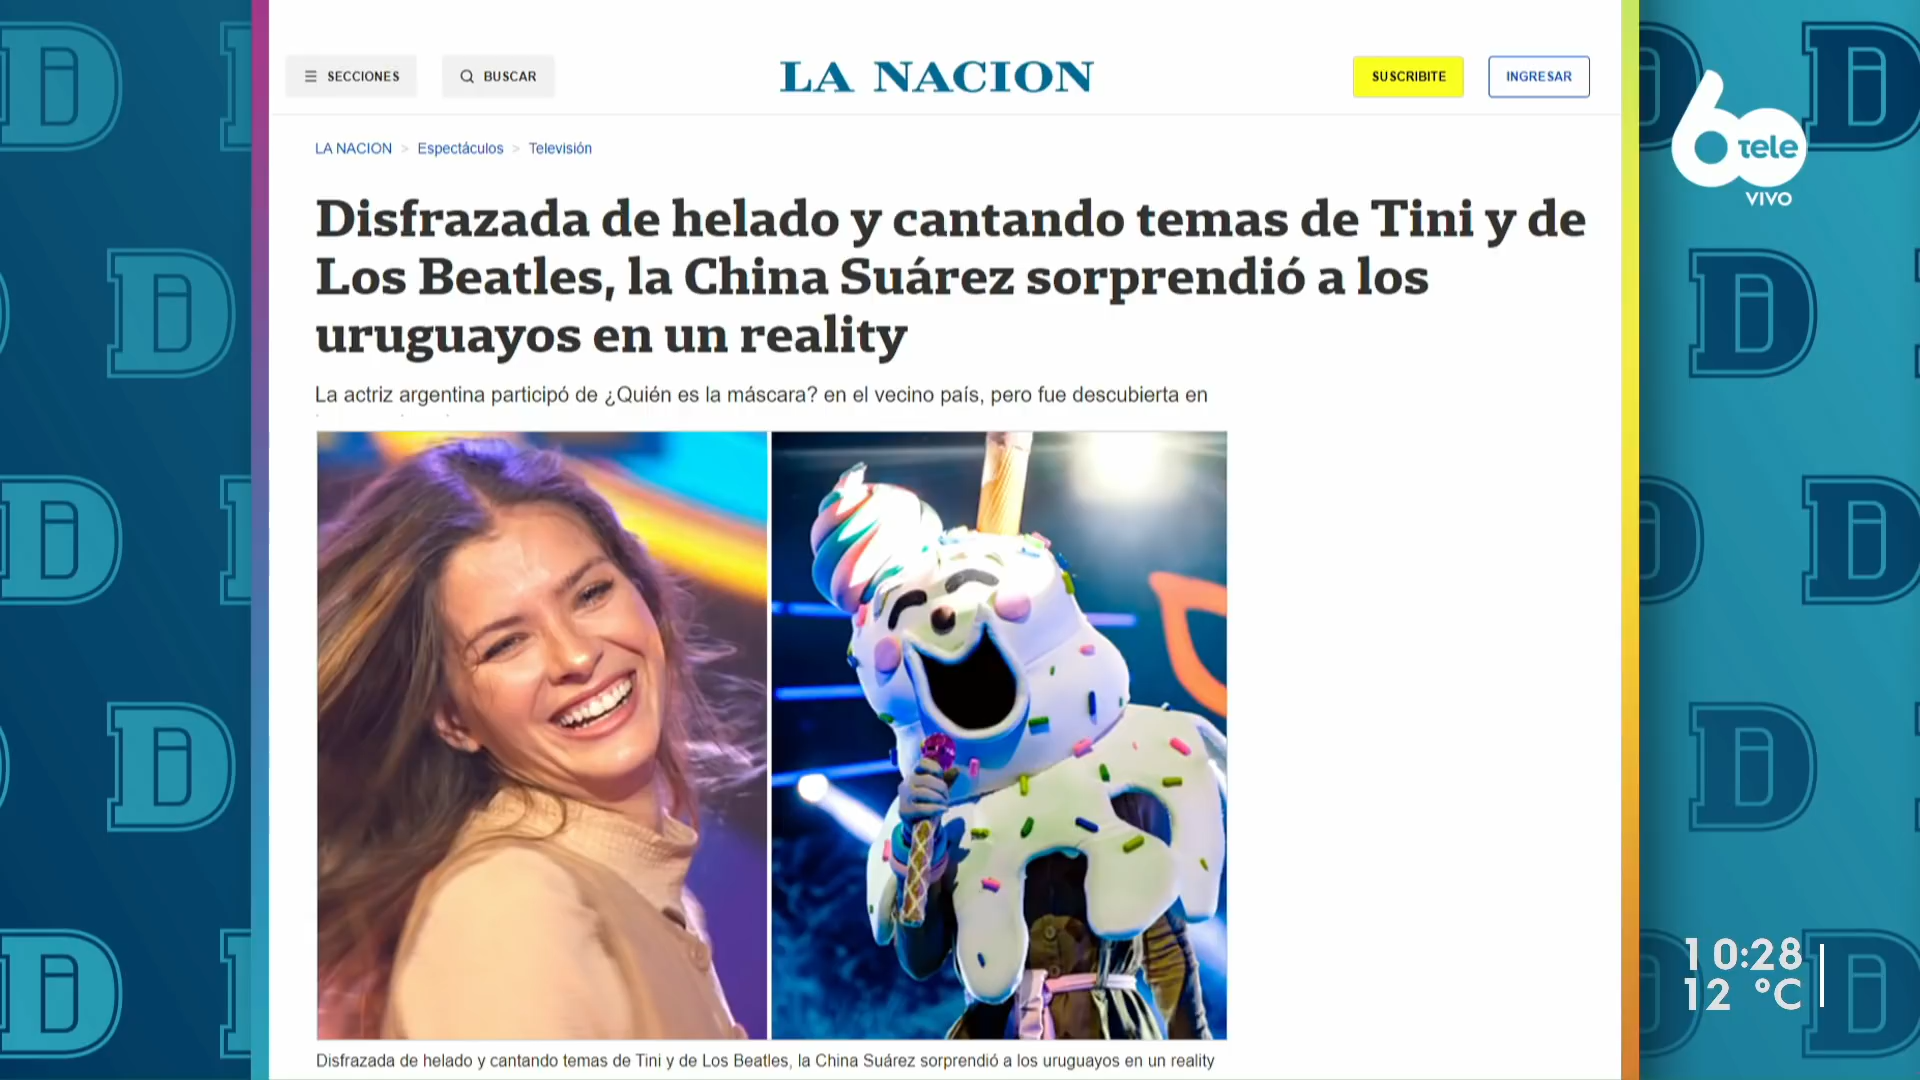 SECCIONES
BUSCAR
LA NACION
SUSCRIBITE
INGRESAR
LA NACION > Espectáculos > Televisión
Disfrazada de helado y cantando temas de Tini y de
Los Beatles, la China Suárez sorprendió a los
uruguayos en un reality
La actriz argentina participó de ¿Quién es la máscara? en el vecino país, pero fue descubierta en
Disfrazada de helado y cantando temas de Tini y de Los Beatles, la China Suárez sorprendió a los uruguayos en un reality
tele
VIVO
10:28
12 °C